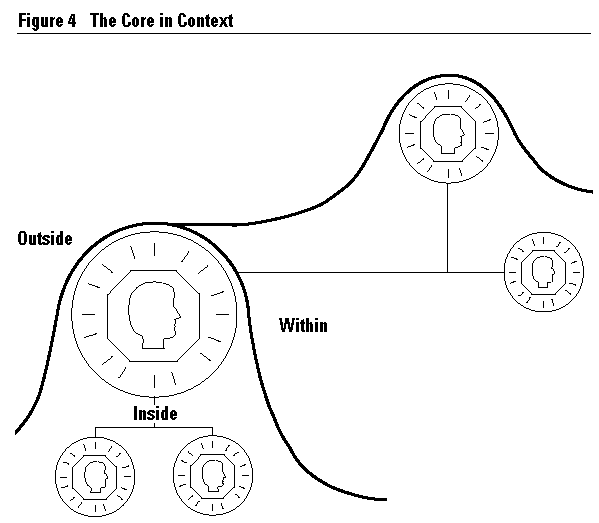 Figure 4 The Core in Context
Outside
Within
Inside